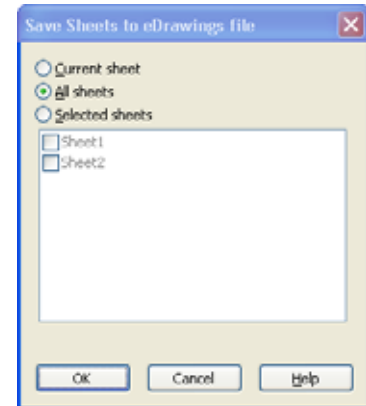 Save Sheets to eDrawings file
Current sheet
All sheets
Selected sheets
Sheet1
Sheet2
OK Cancel Help